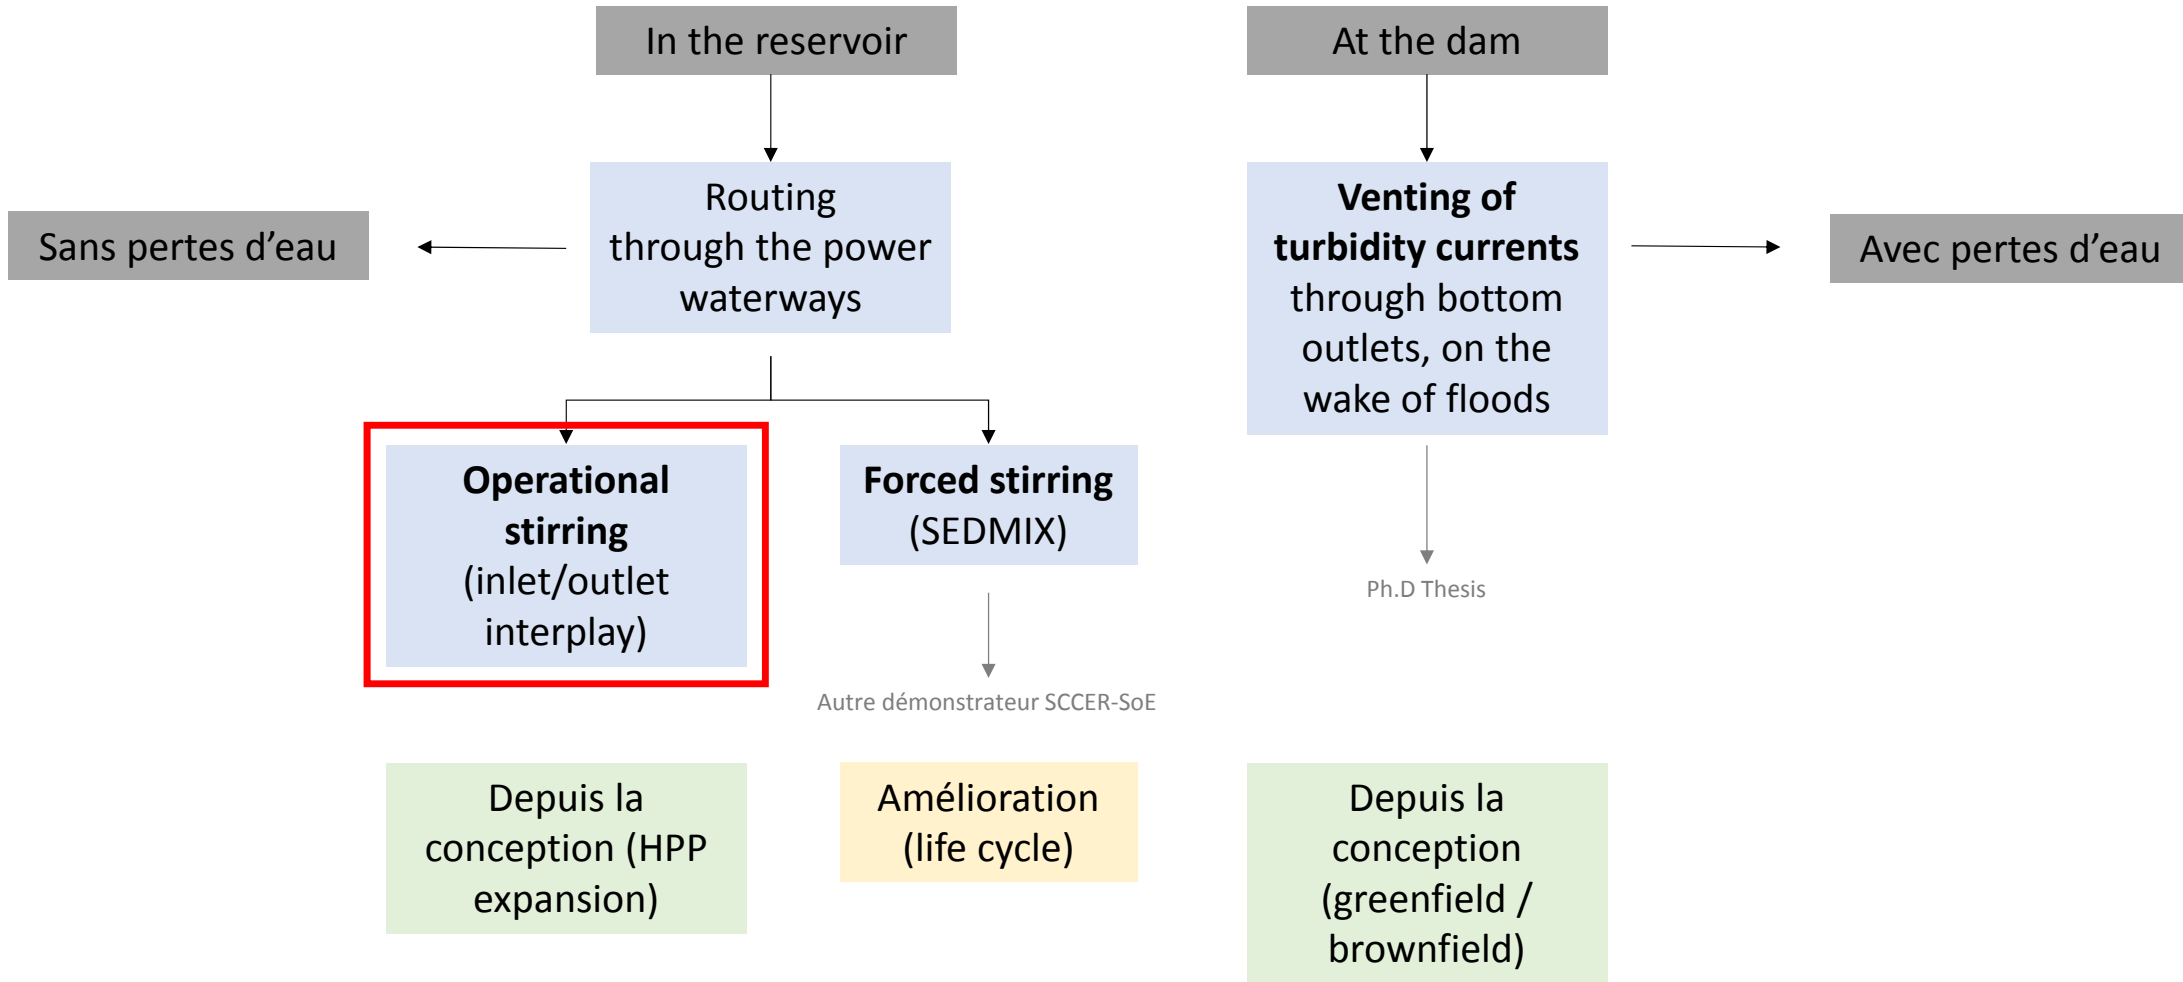 In the reservoir
At the dam
Routing
through the power
waterways
Sans pertes d’eau
Venting of
turbidity currents
through bottom
outlets, on the
wake of floods
Avec pertes d’eau
Operational
stirring
(inlet/outlet
interplay)
Forced stirring
(SEDMIX)
Ph.D Thesis
Autre démonstrateur SCCER-SoE
Depuis la
conception (HPP
expansion)
Amélioration
(life cycle)
Depuis la
conception
(greenfield /
brownfield)